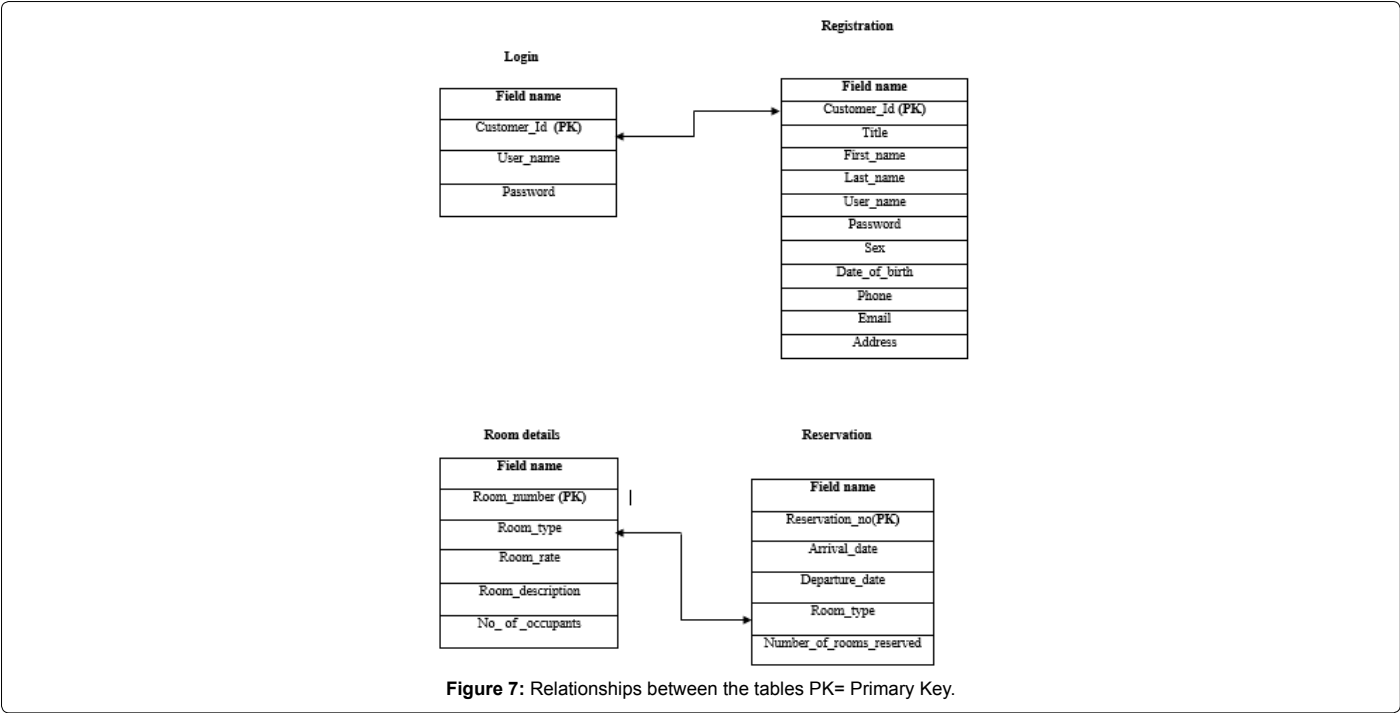 Login
Field name
Customer_Id (PK)
User_name
Password
Registration
Field name
Customer_Id (PK)
Title
First_name
Last_name
User_name
Password
Sex
Date_of_birth
Phone
Email
Address
Room details
Field name
Room_number (PK)
Room_type
Room_rate
Room_description
No_ of _occupants
Reservation
Field name
Reservation_no(PK)
Arrival_date
Departure_date
Room_type
Number_of_rooms_reserved
Figure 7: Relationships between the tables PK= Primary Key.